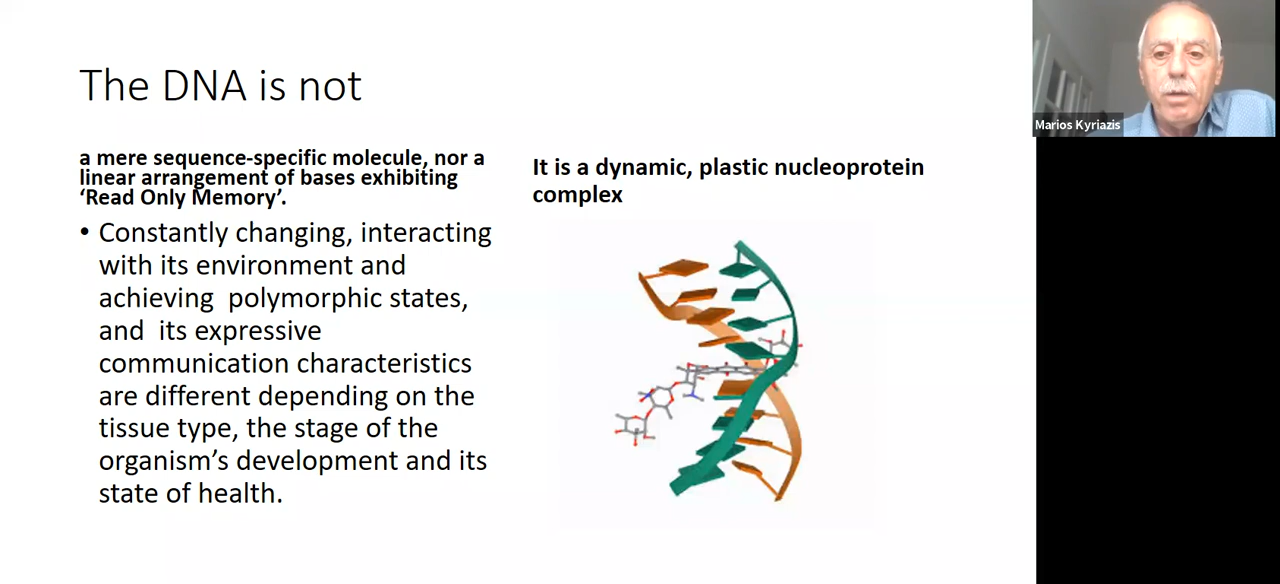 The DNA is not
a mere sequence-specific molecule, nor a
linear arrangement of bases exhibiting
‘Read Only Memory’.
• Constantly changing, interacting
with its environment and
achieving  polymorphic states,
and  its expressive
communication characteristics
are different depending on the
tissue type, the stage of the
organism’s development and its
state of health.
It is a dynamic, plastic nucleoprotein
complex
Marios Kyriazis